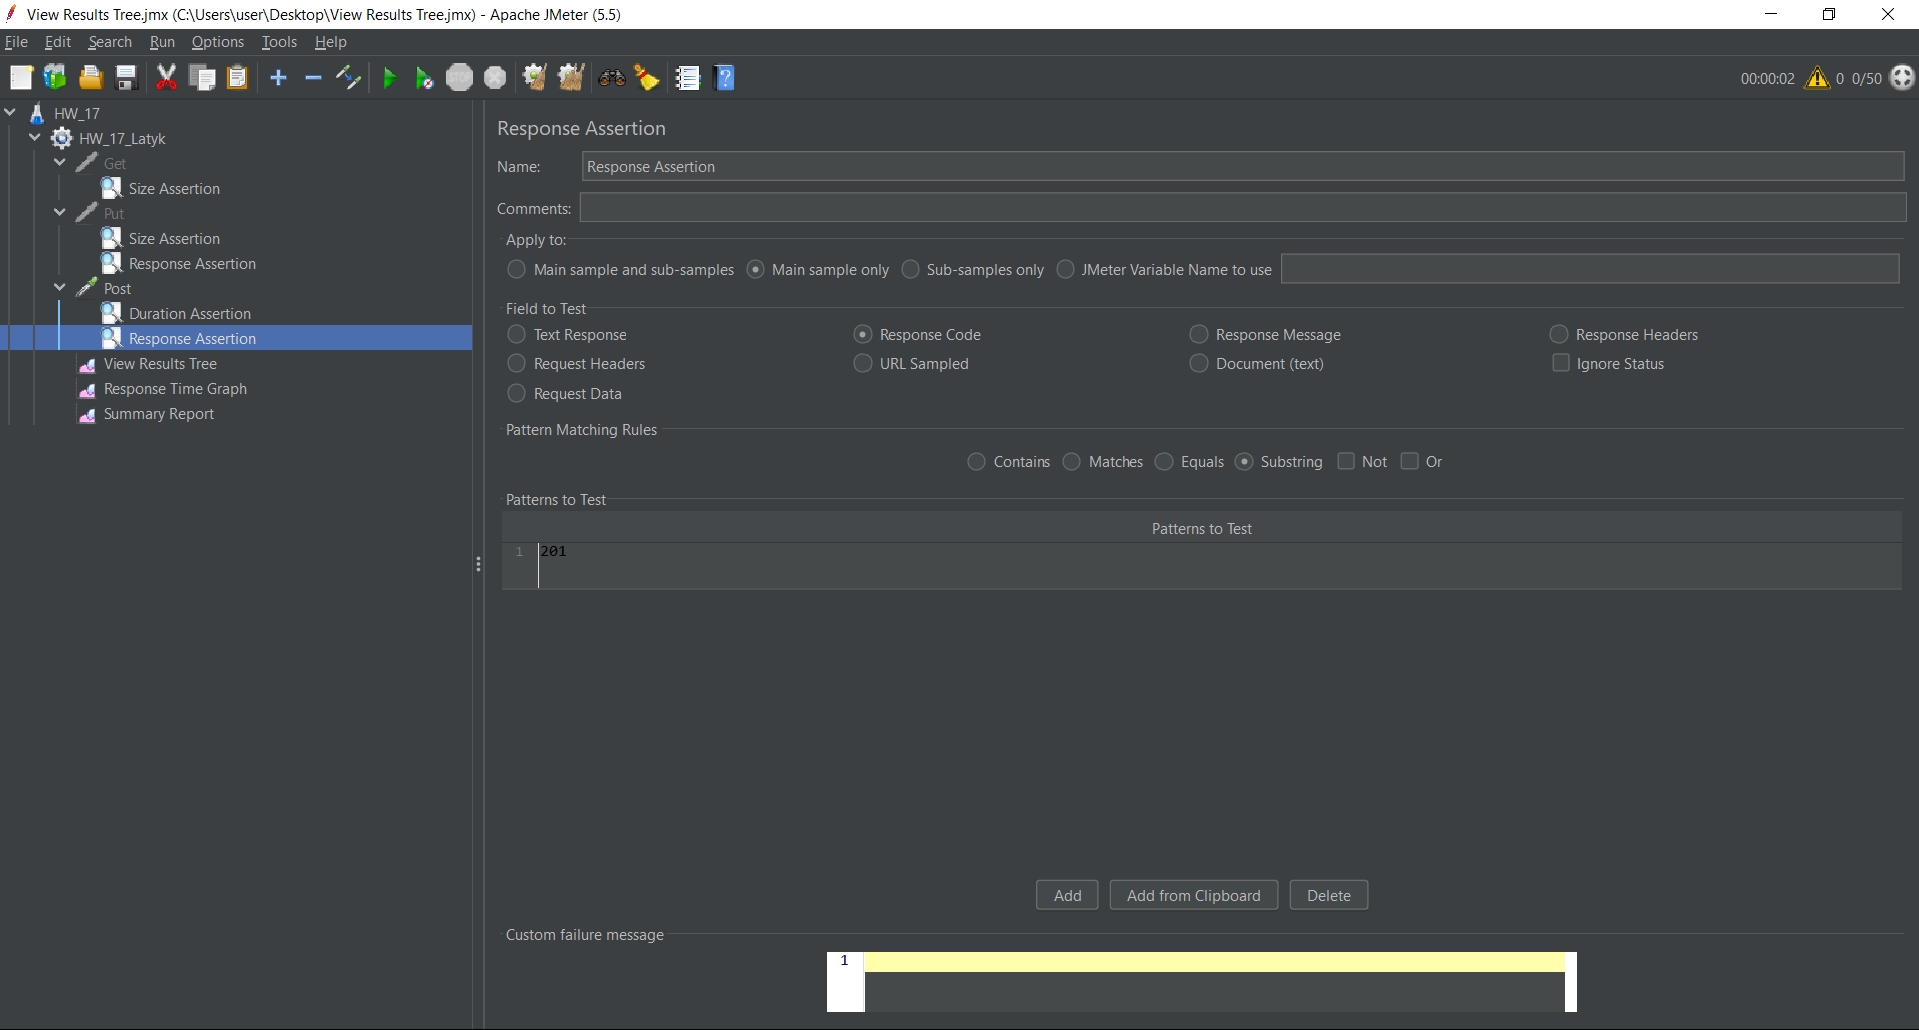 View Results Tree.jmx (C:\Users\user\Desktop\View Results Tree.jmx) - Apache JMeter (5.5)
File Edit Search Run Options Tools Help
STOP
00:00:02 0 0/50
HW_17
HW_17_Latyk
Get
Size Assertion
Put
Size Assertion
Response Assertion
Post
Duration Assertion
Response Assertion
View Results Tree
Response Time Graph
Summary Report
Response Assertion
Name: Response Assertion
Comments:
Apply to:
Main sample and sub-samples Main sample only Sub-samples only JMeter Variable Name to use
Field to Test
Text Response Response Code Response Message Response Headers
Request Headers URL Sampled Document (text) Ignore Status
Request Data
Pattern Matching Rules
Contains Matches Equals Substring Not Or
Patterns to Test
Patterns to Test
1 201
Add Add from Clipboard Delete
Custom failure message
1